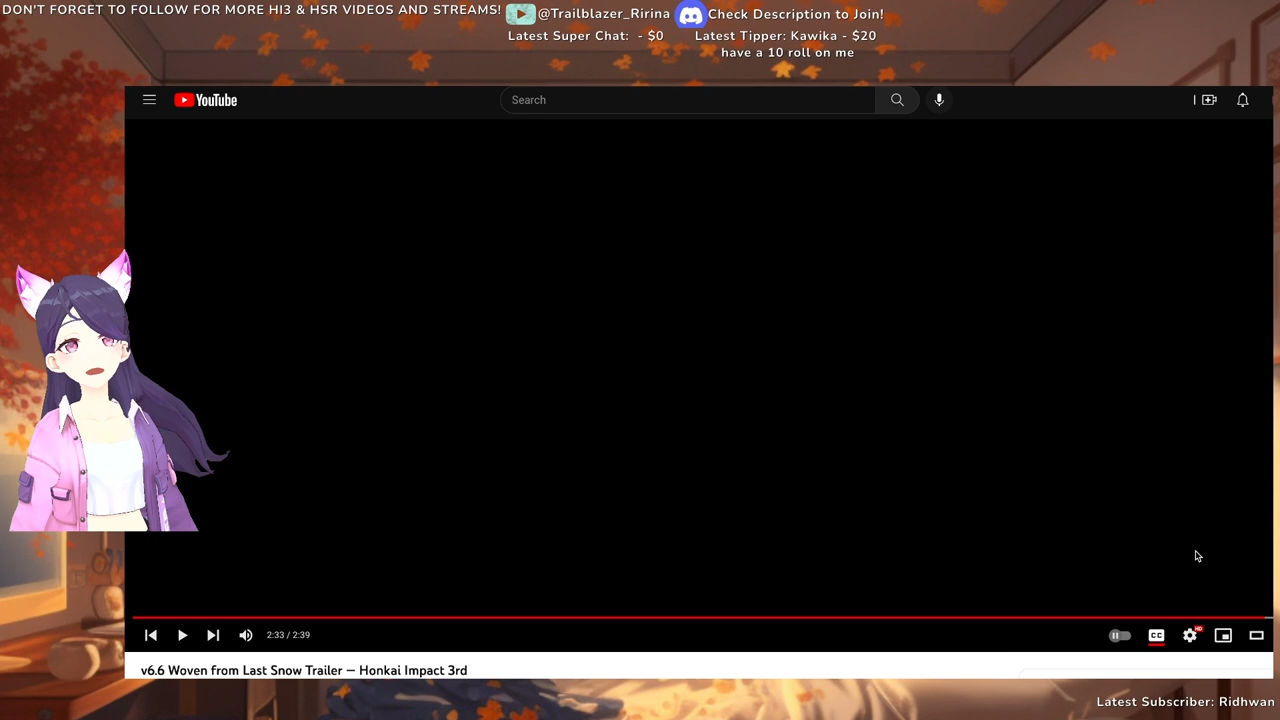 DON'T FORGET TO FOLLOW FOR MORE HI3 & HSR VIDEOS AND STREAMS!
@Trailblazer_Ririna
Check Description to Join!
Latest Super Chat:  - $0
Latest Tipper: Kawika - $20
have a 10 roll on me
YouTube
Search
2:33 / 2:39
CC
HD
v6.6 Woven from Last Snow Trailer — Honkai Impact 3rd
Latest Subscriber: Ridhwan